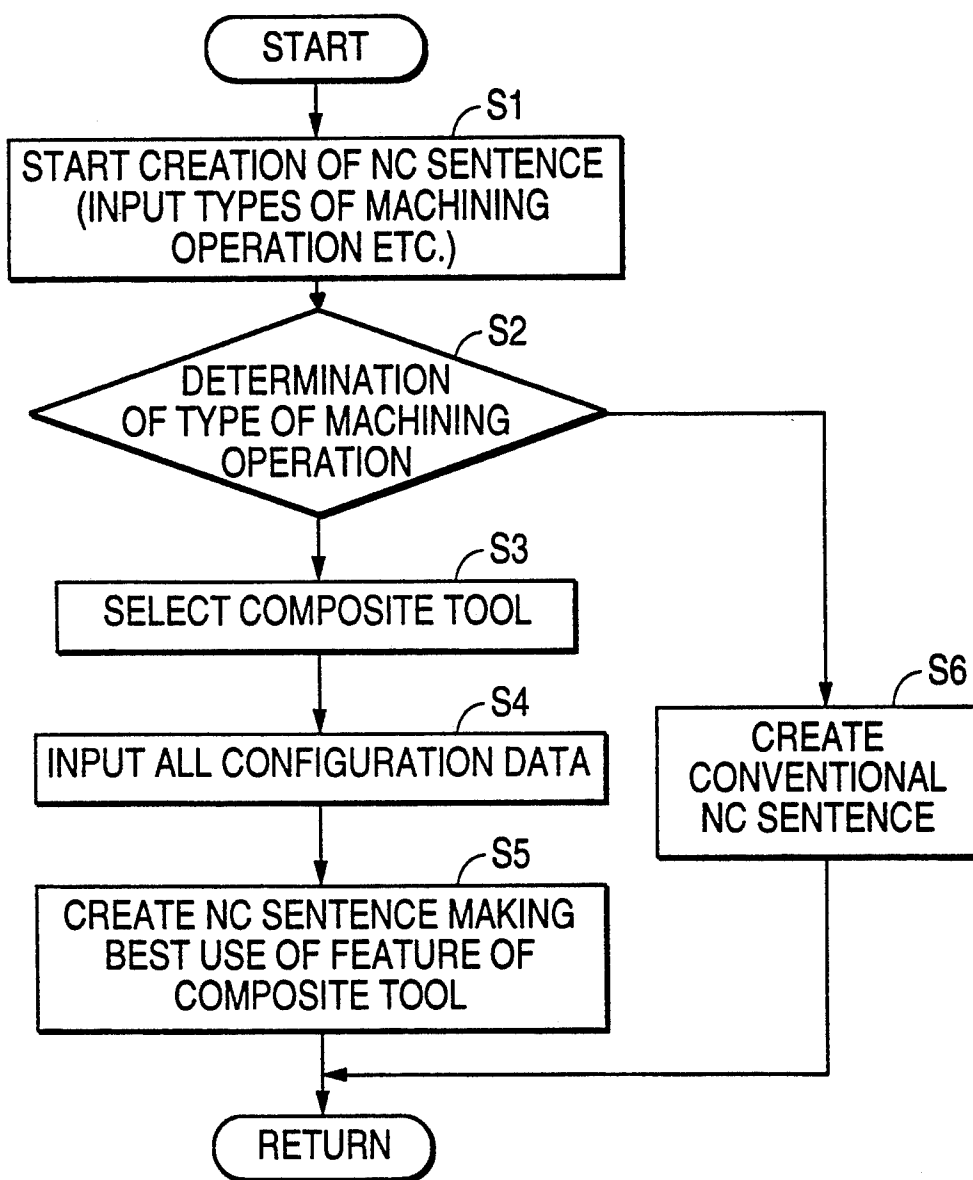 START
S1
START CREATION OF NC SENTENCE
(INPUT TYPES OF MACHINING
OPERATION ETC.)
S2
DETERMINATION
OF TYPE OF MACHINING
OPERATION
S3
SELECT COMPOSITE TOOL
S4
INPUT ALL CONFIGURATION DATA
S5
CREATE NC SENTENCE MAKING
BEST USE OF FEATURE OF
COMPOSITE TOOL
S6
CREATE
CONVENTIONAL
NC SENTENCE
RETURN